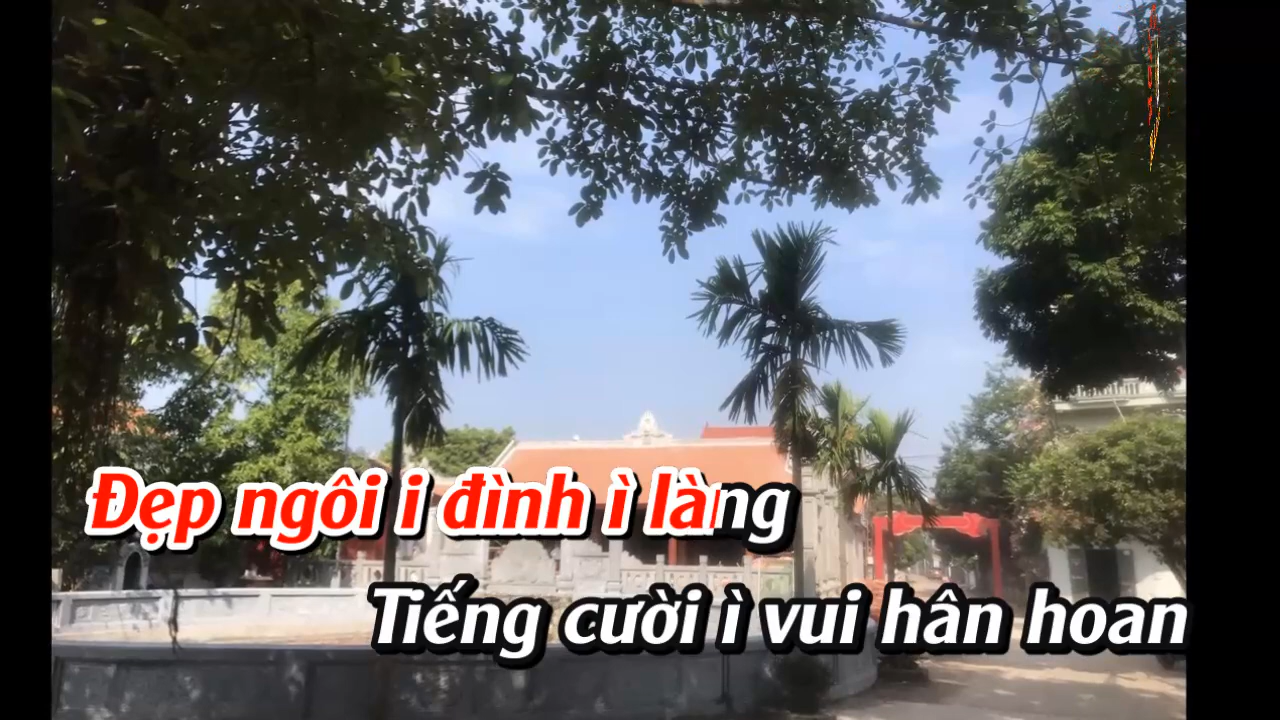 Đẹp ngôi i đình ì làng
Tiếng cười ì vui hân hoan